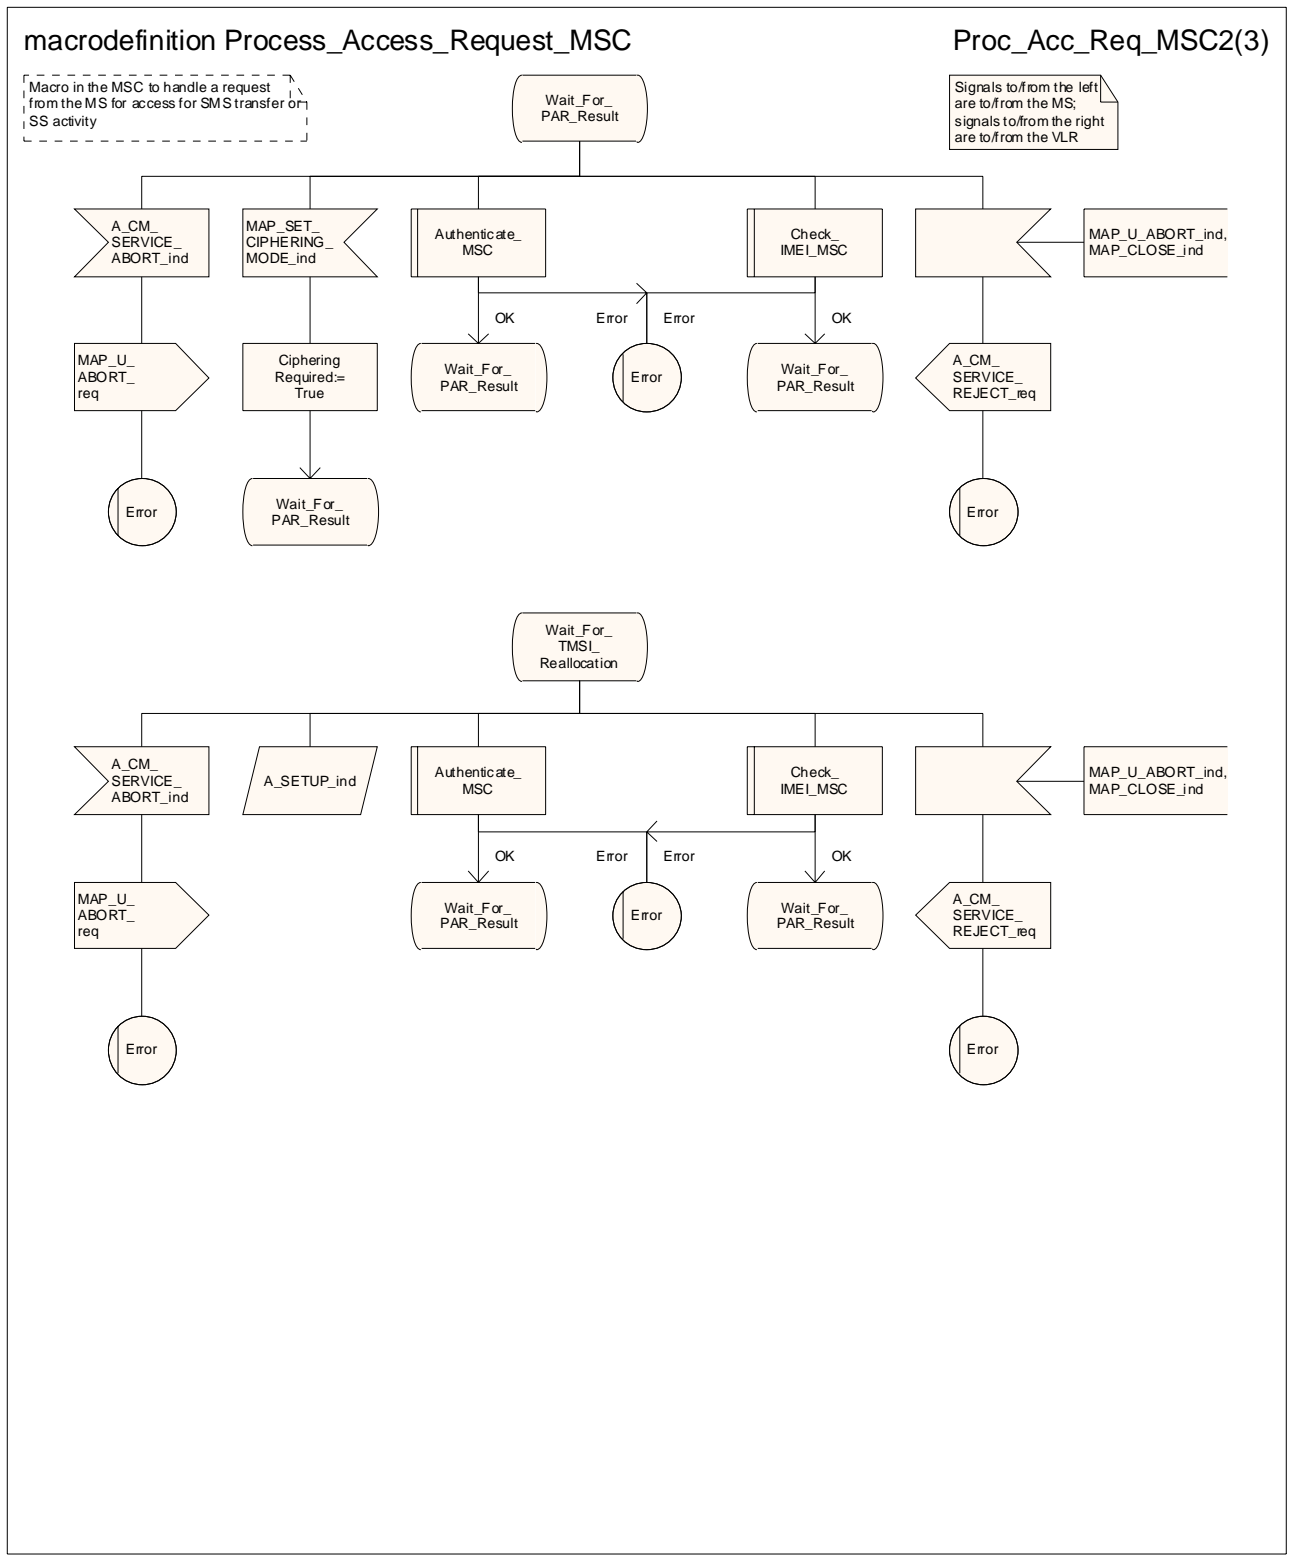 macrodefinition Process_Access_Request_MSC
Proc_Acc_Req_MSC2(3)
Macro in the MSC to handle a request
from the MS for access for SMS transfer or
SS activity
Wait_For_
PAR_Result
Signals to/from the left
are to/from the MS;
signals to/from the right
are to/from the VLR
A_CM_
SERVICE_
ABORT_ind
MAP_SET_
CIPHERING_
MODE_ind
Authenticate_
MSC
Check_
IMEI_MSC
MAP_U_ABORT_ind,
MAP_CLOSE_ind
OK
Error
Error
OK
MAP_U_
ABORT_
req
Ciphering
Required:=
True
Wait_For_
PAR_Result
Error
Wait_For_
PAR_Result
A_CM_
SERVICE_
REJECT_req
Error
Wait_For_
PAR_Result
Error
Wait_For_
TMSI_
Reallocation
A_CM_
SERVICE_
ABORT_ind
A_SETUP_ind
Authenticate_
MSC
Check_
IMEI_MSC
MAP_U_ABORT_ind,
MAP_CLOSE_ind
OK
Error
Error
OK
MAP_U_
ABORT_
req
Wait_For_
PAR_Result
Error
Wait_For_
PAR_Result
A_CM_
SERVICE_
REJECT_req
Error
Error